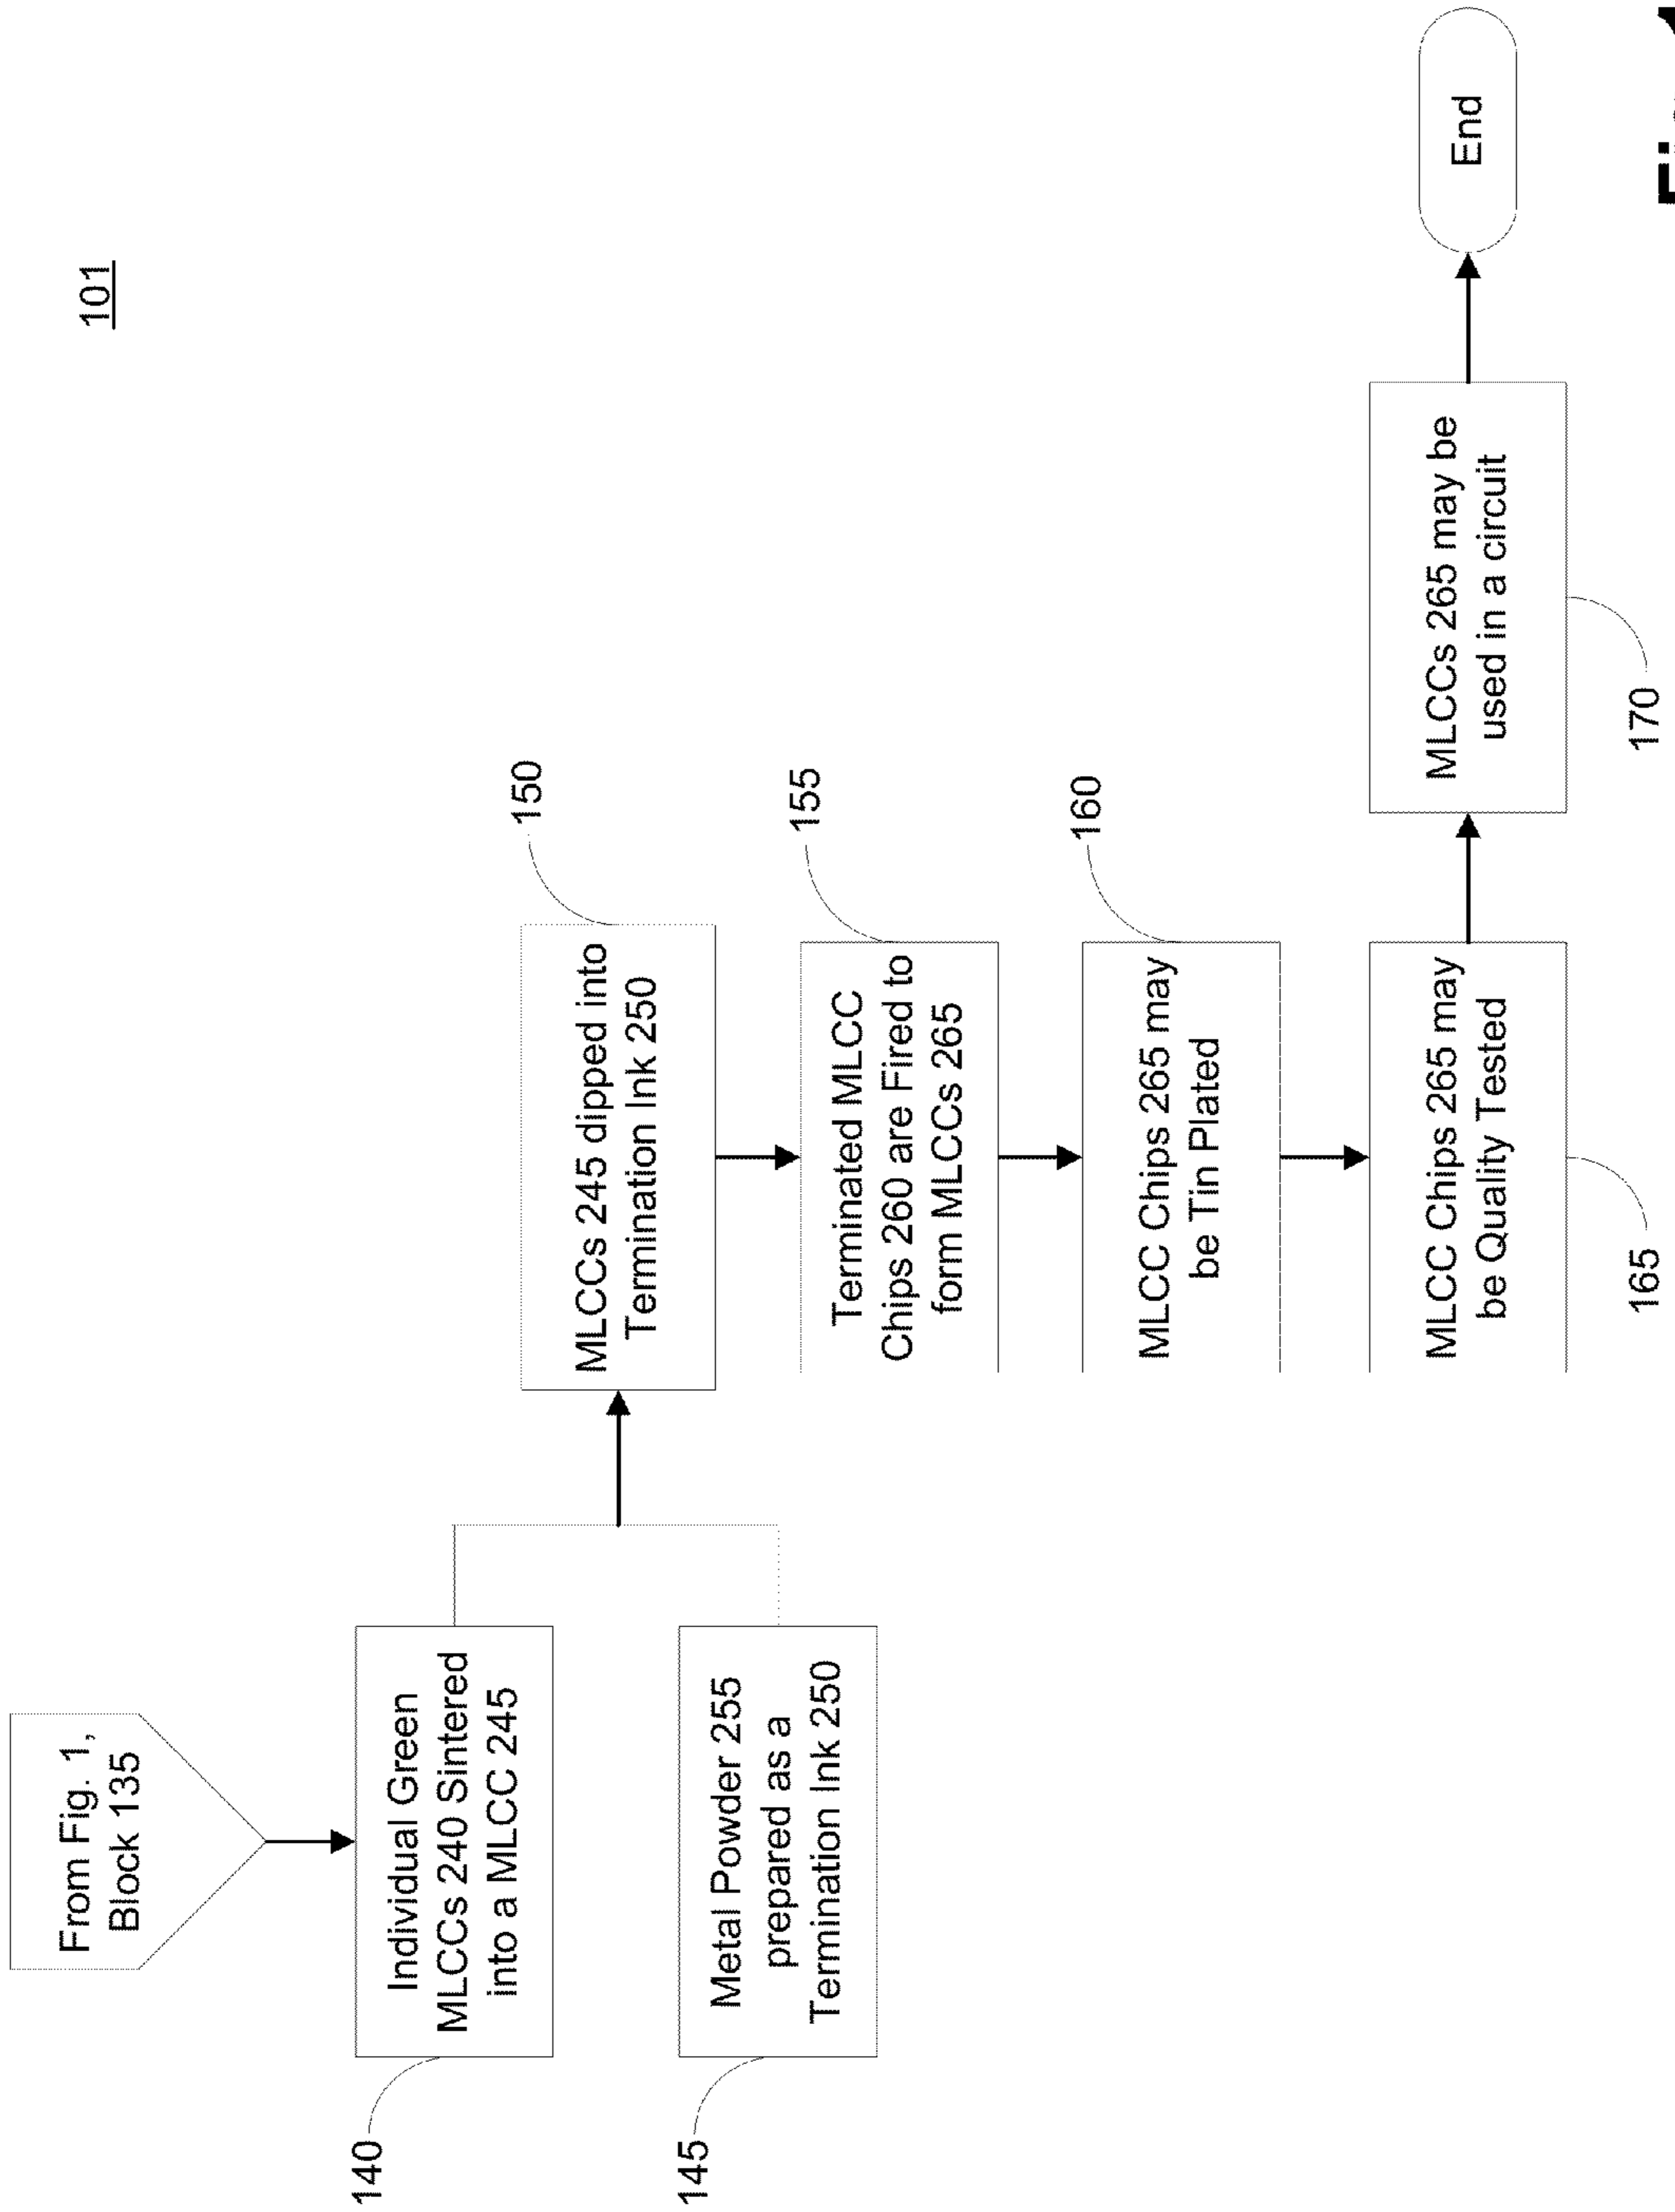 101
From Fig. 1,
Block 135
140
Individual Green
MLCCs 240 Sintered
into a MLCC 245
145
Metal Powder 255
prepared as a
Termination Ink 250
150
MLCCs 245 dipped into
Termination Ink 250
155
Terminated MLCC
Chips 260 are Fired to
form MLCCs 265
160
MLCC Chips 265 may
be Tin Plated
165
MLCC Chips 265 may
be Quality Tested
170
MLCCs 265 may be
used in a circuit
End